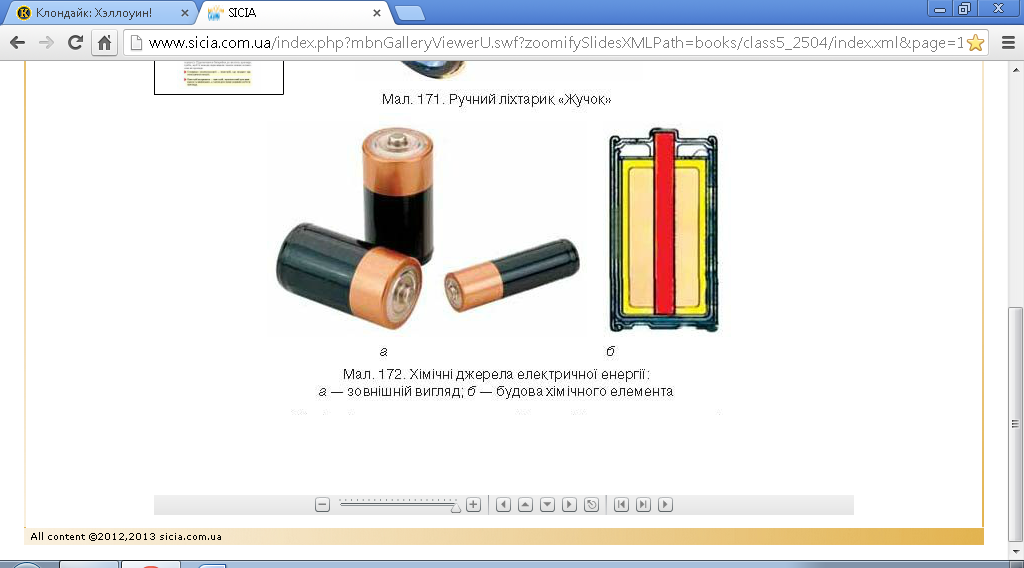 Клондайк: Хэллоуин!
SICIA
www.sicia.com.ua/index.php?mbnGalleryViewerU.swf?zoomifySlidesXMLPath=books/class5_2504/index.xml&page=1
Мал. 171. Ручний ліхтарик «Жучок»
а
б
Мал. 172. Хімічні джерела електричної енергії:
а — зовнішній вигляд; б — будова хімічного елемента
All content ©2012,2013 sicia.com.ua